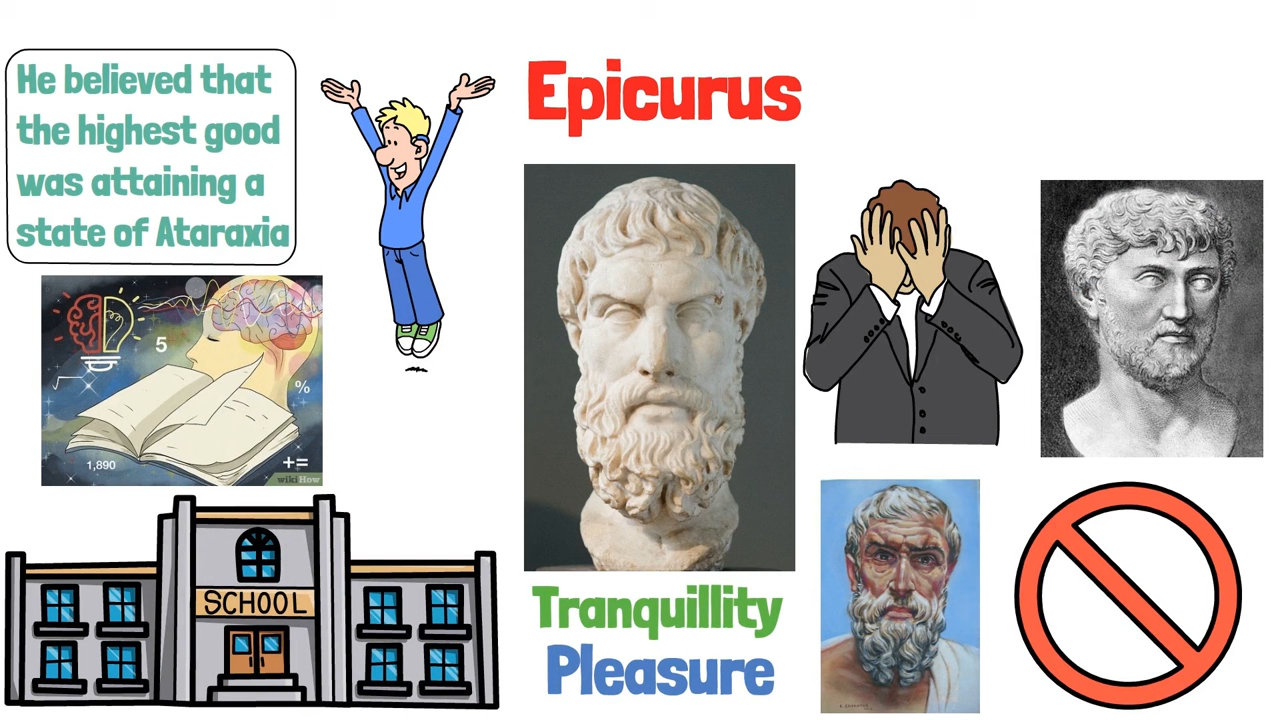 He believed that
the highest good
was attaining a
state of Ataraxia
Epicurus
5
%
1,890
+=
wikiHow
SCHOOL
Tranquillity
Pleasure